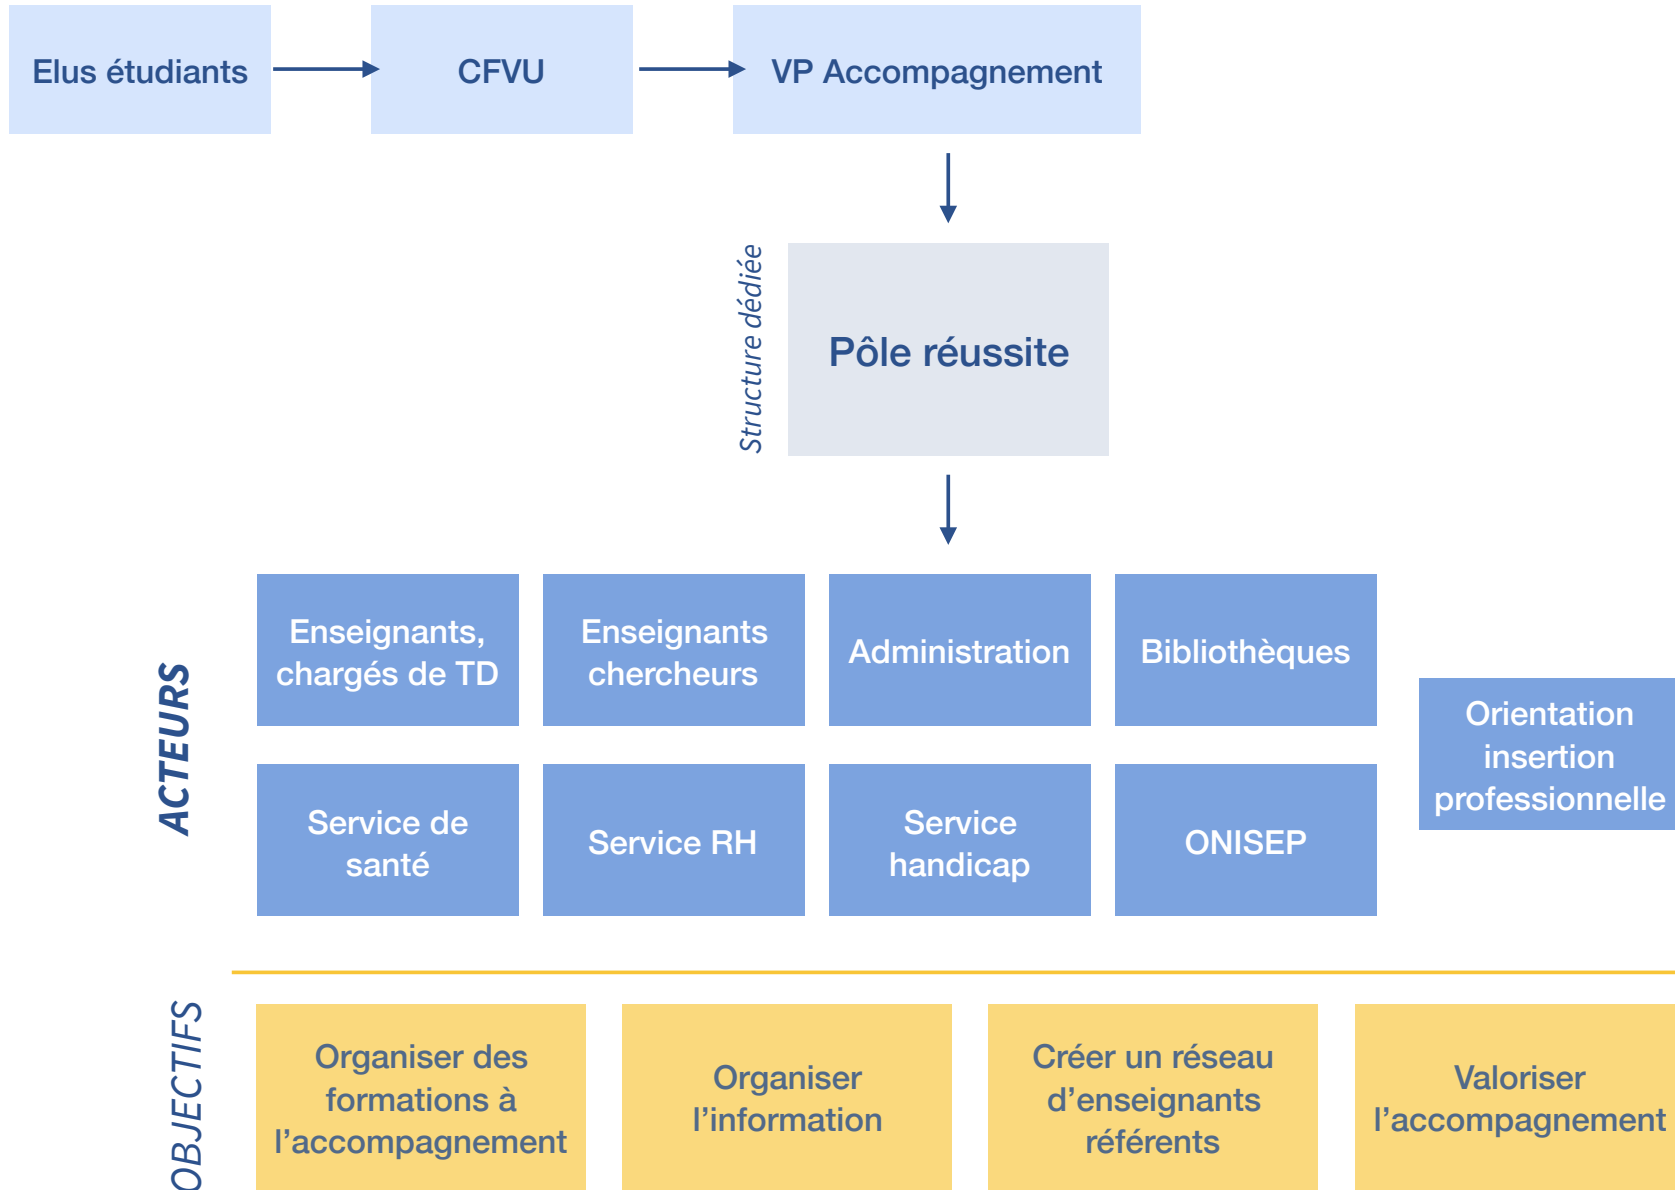 Elus étudiants
CFVU
VP Accompagnement
Structure dédiée
Pôle réussite
ACTEURS
Enseignants,
chargés de TD
Enseignants
chercheurs
Administration
Bibliothèques
Orientation
insertion
professionnelle
Service de
santé
Service RH
Service
handicap
ONISEP
OBJECTIFS
Organiser des
formations à
l’accompagnement
Organiser
l’information
Créer un réseau
d’enseignants
référents
Valoriser
l’accompagnement